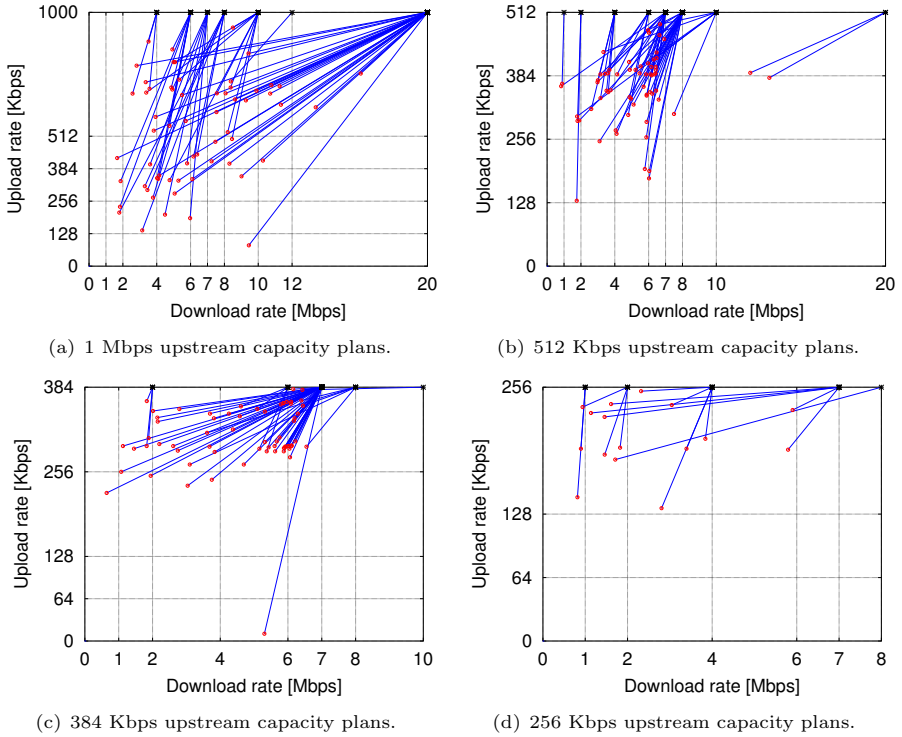 1000
512
384
256
128
0
Upload rate [Kbps]
0 1 2 4 6 7 8 10 12 20
Download rate [Mbps]
(a) 1 Mbps upstream capacity plans.
512
384
256
128
0
Upload rate [Kbps]
0 1 2 4 6 7 8 10 20
Download rate [Mbps]
(b) 512 Kbps upstream capacity plans.
384
256
128
64
0
Upload rate [Kbps]
0 1 2 4 6 7 8 10
Download rate [Mbps]
(c) 384 Kbps upstream capacity plans.
256
128
64
0
Upload rate [Kbps]
0 1 2 4 6 7 8
Download rate [Mbps]
(d) 256 Kbps upstream capacity plans.